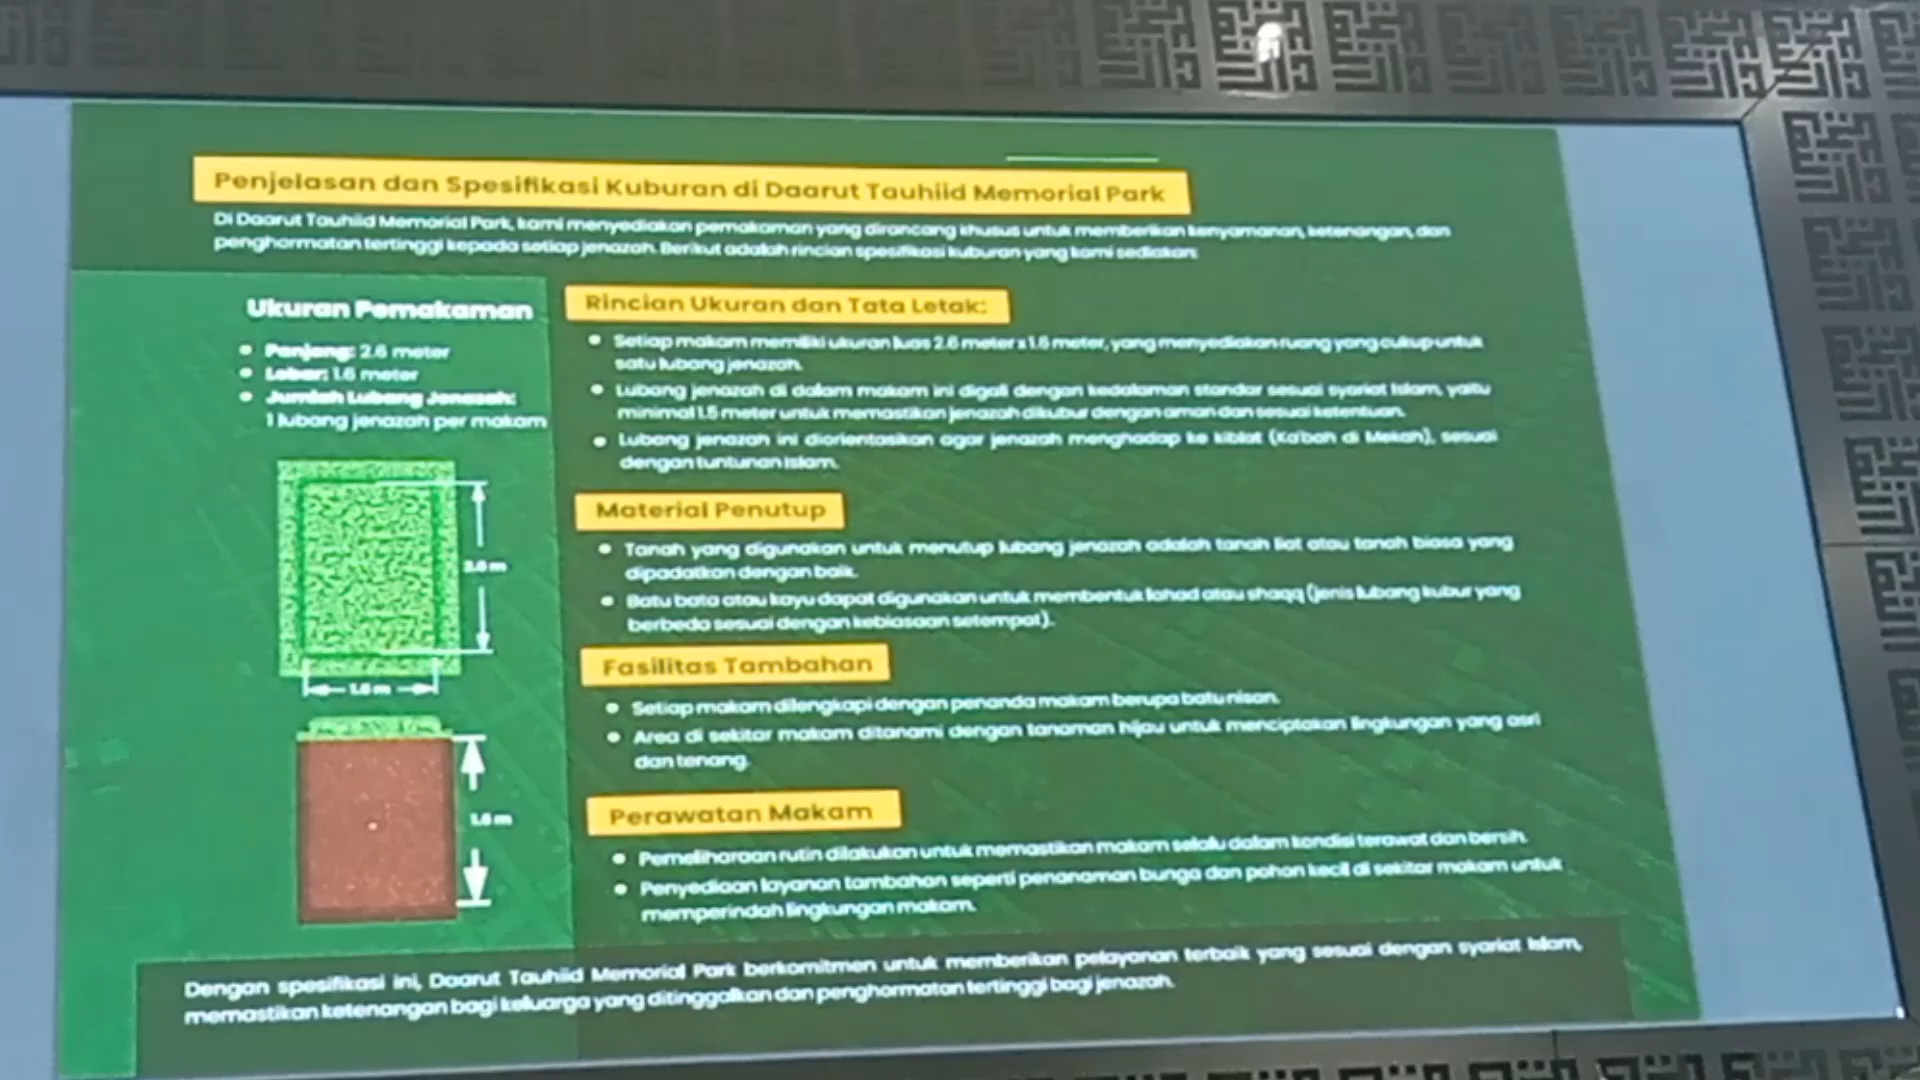 Penjelasan dan Spesifikasi Kuburan di Daarut Tauhiid Memorial Park
Di Daarut Tauhiid Memorial Park, kami menyediakan pemakaman yang dirancang khusus untuk memberikan kenyamanan, ketenangan, dan
penghormatan tertinggi kepada setiap jenazah. Berikut adalah rincian spesifikasi kuburan yang kami sediakan:
Ukuran Pemakaman
Panjang: 2.6 meter
Lebar: 1.6 meter
Jumlah Lubang Jenazah:
1 lubang jenazah per makam
2.6 m
1.6 m
Rincian Ukuran dan Tata Letak:
Setiap makam memiliki ukuran luas 2.6 meter x 1.6 meter, yang menyediakan ruang yang cukup untuk
satu lubang jenazah.
Lubang jenazah di dalam makam ini digali dengan kedalaman standar sesuai syariat Islam, yaitu
minimal 1.5 meter untuk memastikan jenazah dikubur dengan aman dan sesuai ketentuan.
Lubang jenazah ini diorientasikan agar jenazah menghadap ke kiblat (Ka'bah di Mekah), sesuai
dengan tuntunan Islam.
Material Penutup
Tanah yang digunakan untuk menutup lubang jenazah adalah tanah liat atau tanah biasa yang
dipadatkan dengan baik.
Batu bata atau kayu dapat digunakan untuk membentuk lahad atau shaqq (jenis lubang kubur yang
berbeda sesuai dengan kebiasaan setempat).
Fasilitas Tambahan
Setiap makam dilengkapi dengan penanda makam berupa batu nisan.
Area di sekitar makam ditanami dengan tanaman hijau untuk menciptakan lingkungan yang asri
dan tenang.
Perawatan Makam
Pemeliharaan rutin dilakukan untuk memastikan makam selalu dalam kondisi terawat dan bersih.
Penyediaan layanan tambahan seperti penanaman bunga dan pohon kecil di sekitar makam untuk
memperindah lingkungan makam.
Dengan spesifikasi ini, Daarut Tauhiid Memorial Park berkomitmen untuk memberikan pelayanan terbaik yang sesuai dengan syariat Islam,
memastikan ketenangan bagi keluarga yang ditinggalkan dan penghormatan tertinggi bagi jenazah.